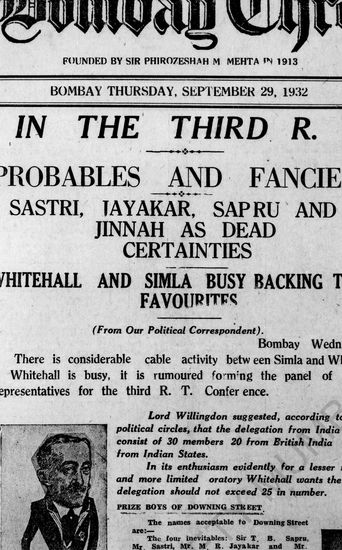 Bombay Chr
FOUNDED BY SIR PHIROZESHAH M MEHTA IN 1913
BOMBAY THURSDAY, SEPTEMBER 29, 1932
IN THE THIRD R.
PROBABLES AND FANCIE
SASTRI, JAYAKAR, SAPRU AND
JINNAH AS DEAD
CERTAINTIES
WHITEHALL AND SIMLA BUSY BACKING T
FAVOURITES
(From Our Political Correspondent).
Bombay Wedn
There is considerable cable activity between Simla and Wh
Whitehall is busy, it is rumoured forming the panel of
epresentatives for the third R. T. Conference.
Lord Willingdon suggested, according to
political circles, that the delegation from India
consist of 30 members 20 from British India
from Indian States.
In its enthusiasm evidently for a lesser
and more limited oratory Whitehall wants the
delegation should not exceed 25 in number.
PRIZE BOYS OF DOWNING STREET
The names acceptable to Downing Street
are:—
The four inevitables: Sir T. B. Sapru,
Mr Sastri, Mr. M R. Jayakar and Mr.